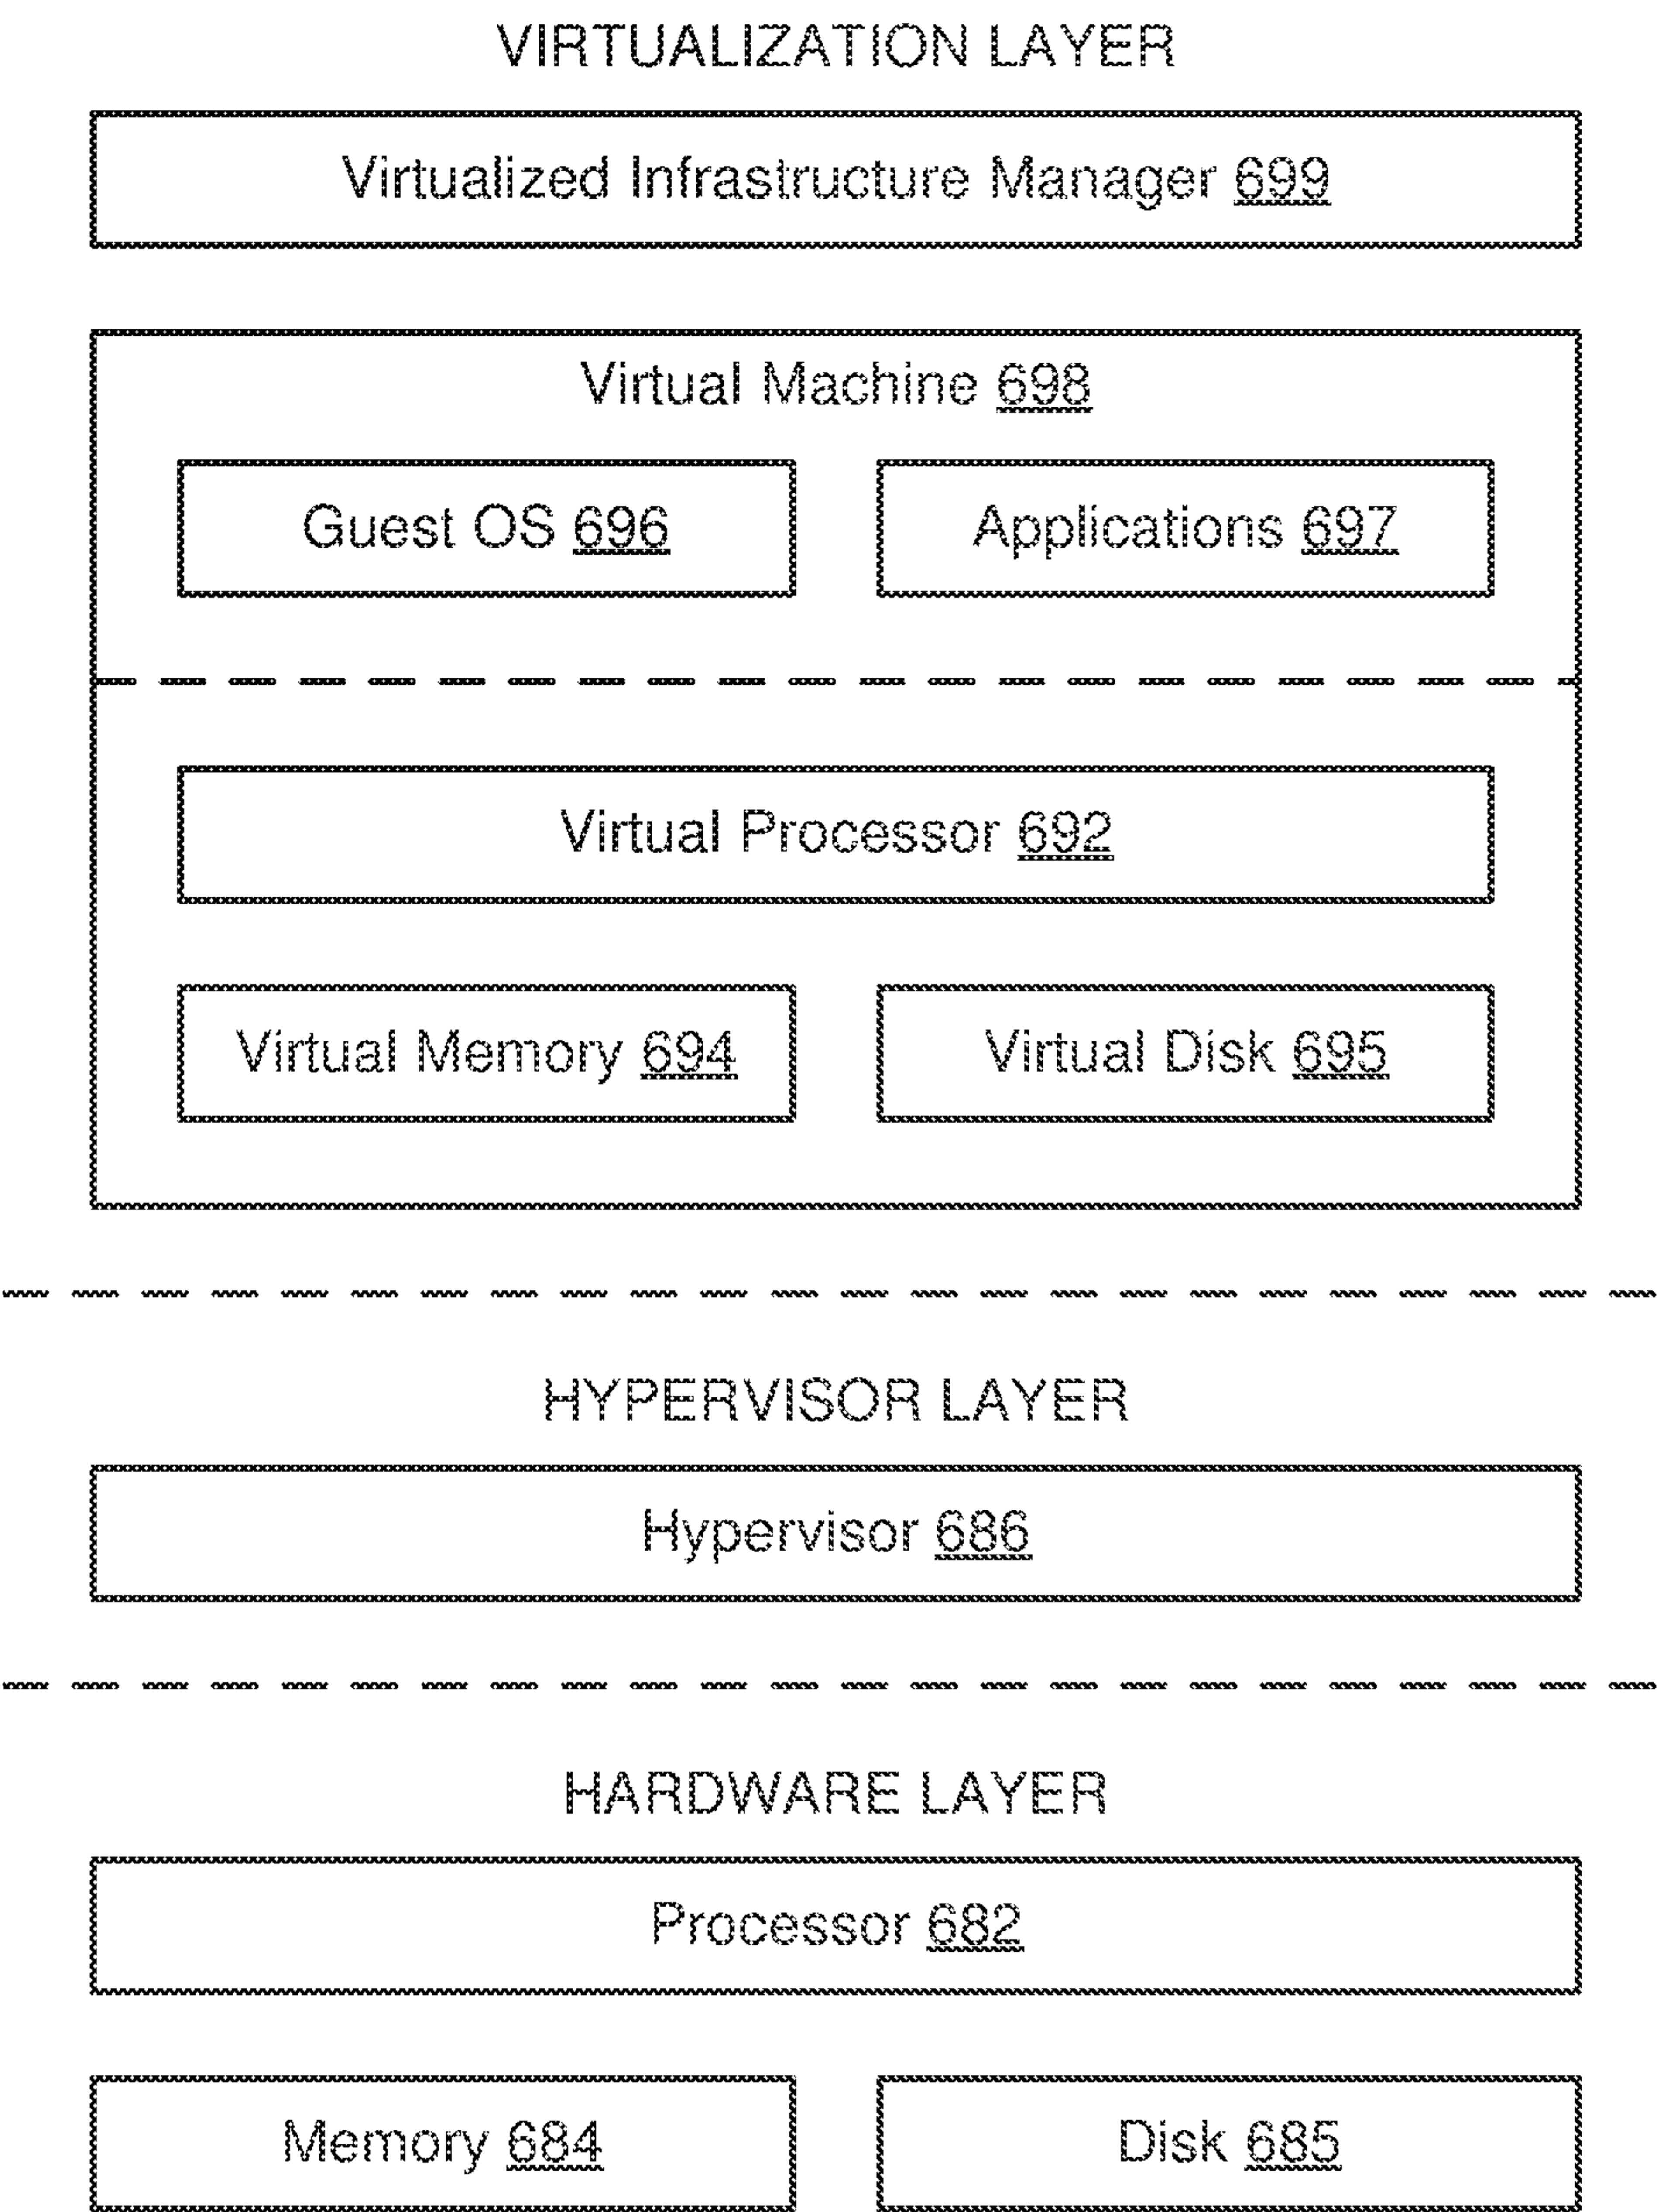 VIRTUALIZATION LAYER
Virtualized Infrastructure Manager 699
Virtual Machine 698
Guest OS 696
Applications 697
Virtual Processor 692
Virtual Memory 694
Virtual Disk 695
HYPERVISOR LAYER
Hypervisor 686
HARDWARE LAYER
Processor 682
Memory 684
Disk 685